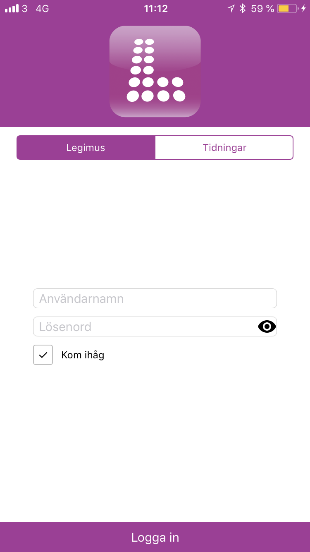 3 4G 11:12 59 %
Legimus Tidningar
Användarnamn
Lösenord
Kom ihåg
Logga in